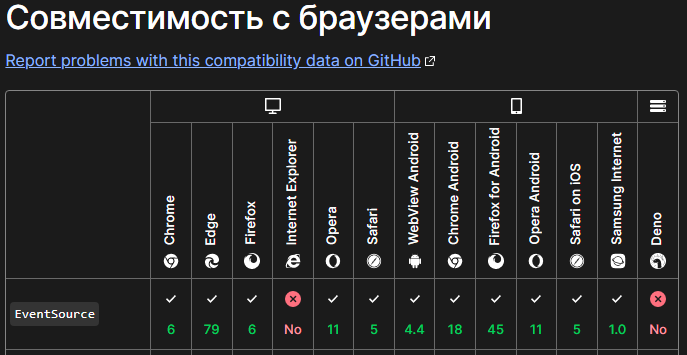 Совместимость с браузерами
Report problems with this compatibility data on GitHub
Chrome
Edge
Firefox
Internet Explorer
Opera
Safari
WebView Android
Chrome Android
Firefox for Android
Opera Android
Safari on iOS
Samsung Internet
Deno
EventSource
6 79 6 No 11 5 4.4 18 45 11 5 1.0 No